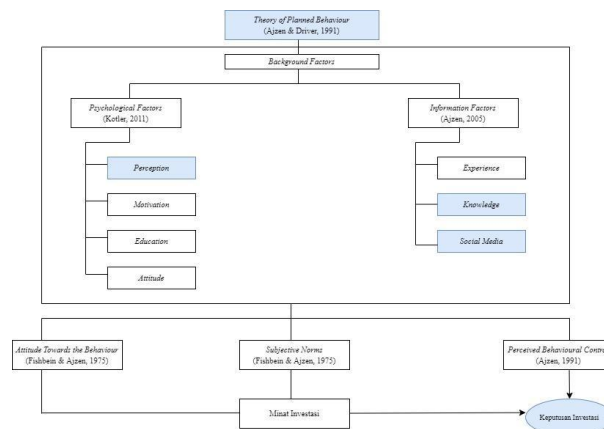 Theory of Planned Behaviour
(Ajzen & Driver, 1991)
Background Factors
Psychological Factors
(Kotler, 2011)
Information Factors
(Ajzen, 2005)
Perception
Motivation
Education
Attitude
Experience
Knowledge
Social Media
Attitude Towards the Behaviour
(Fishbein & Ajzen, 1975)
Subjective Norms
(Fishbein & Ajzen, 1975)
Perceived Behavioural Contro
(Ajzen, 1991)
Minat Investasi
Keputusan Investasi